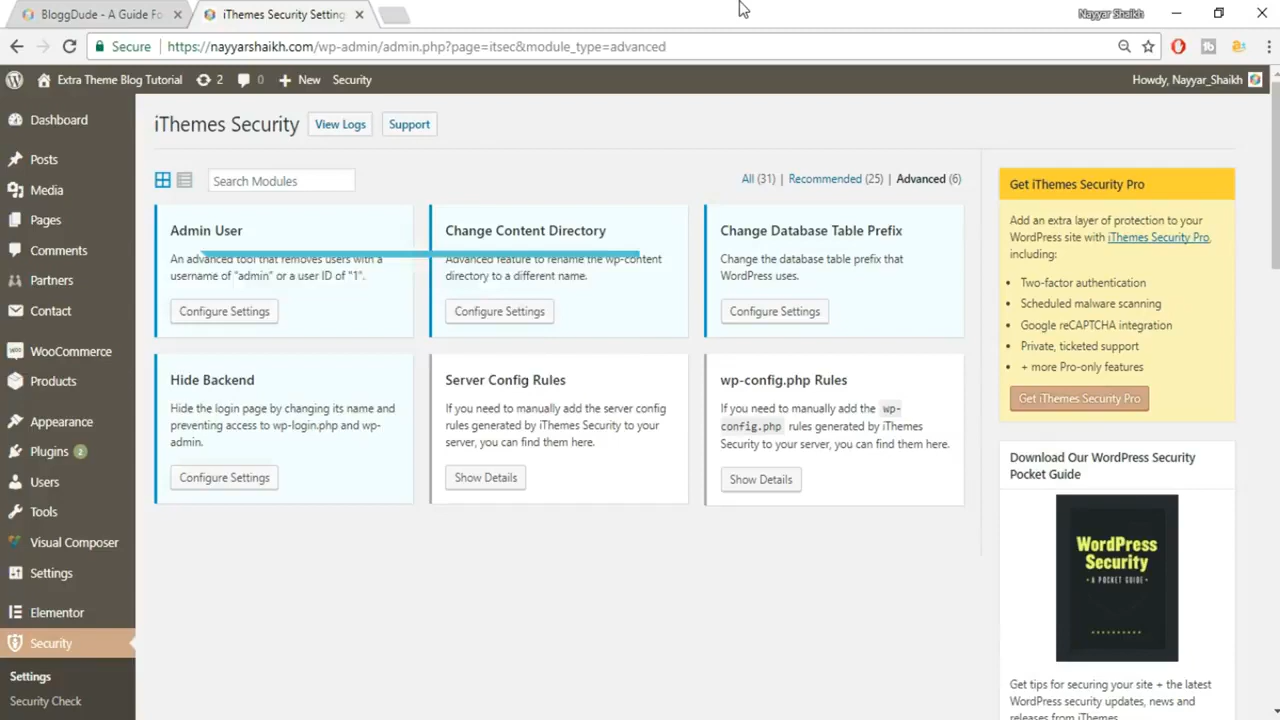 BloggDude - A Guide Fo
iThemes Security Setting
Nayyar Shaikh
Secure
https://nayyarshaikh.com/wp-admin/admin.php?page=itsec&module_type=advanced
Extra Theme Blog Tutorial
2
0
New
Security
Howdy, Nayyar_Shaikh
Dashboard
Posts
Media
Pages
Comments
Partners
Contact
WooCommerce
Products
Appearance
Plugins 2
Users
Tools
Visual Composer
Settings
Elementor
Security
Settings
Security Check
iThemes Security
View Logs
Support
Search Modules
All (31) | Recommended (25) | Advanced (6)
Admin User
An advanced tool that removes users with a
username of "admin" or a user ID of "1".
Configure Settings
Change Content Directory
Advanced feature to rename the wp-content
directory to a different name.
Configure Settings
Change Database Table Prefix
Change the database table prefix that
WordPress uses.
Configure Settings
Hide Backend
Hide the login page by changing its name and
preventing access to wp-login.php and wp-
admin.
Configure Settings
Server Config Rules
If you need to manually add the server config
rules generated by iThemes Security to your
server, you can find them here.
Show Details
wp-config.php Rules
If you need to manually add the wp-
config.php rules generated by iThemes
Security to your server, you can find them here.
Show Details
Get iThemes Security Pro
Add an extra layer of protection to your
WordPress site with iThemes Security Pro,
including:
• Two-factor authentication
• Scheduled malware scanning
• Google reCAPTCHA integration
• Private, ticketed support
• + more Pro-only features
Get iThemes Security Pro
Download Our WordPress Security
Pocket Guide
WordPress
Security
• A POCKET GUIDE •
Get tips for securing your site + the latest
WordPress security updates, news and
releases from iThemes